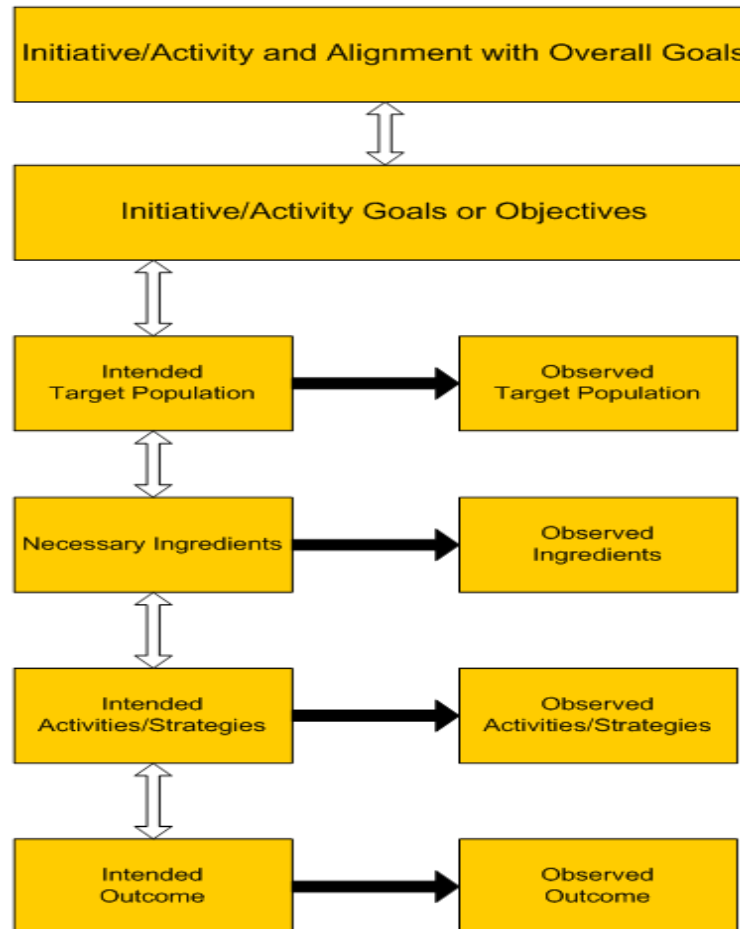 Initiative/Activity and Alignment with Overall Goals
Initiative/Activity Goals or Objectives
Intended
Target Population
Observed
Target Population
Necessary Ingredients
Observed
Ingredients
Intended
Activities/Strategies
Observed
Activities/Strategies
Intended
Outcome
Observed
Outcome